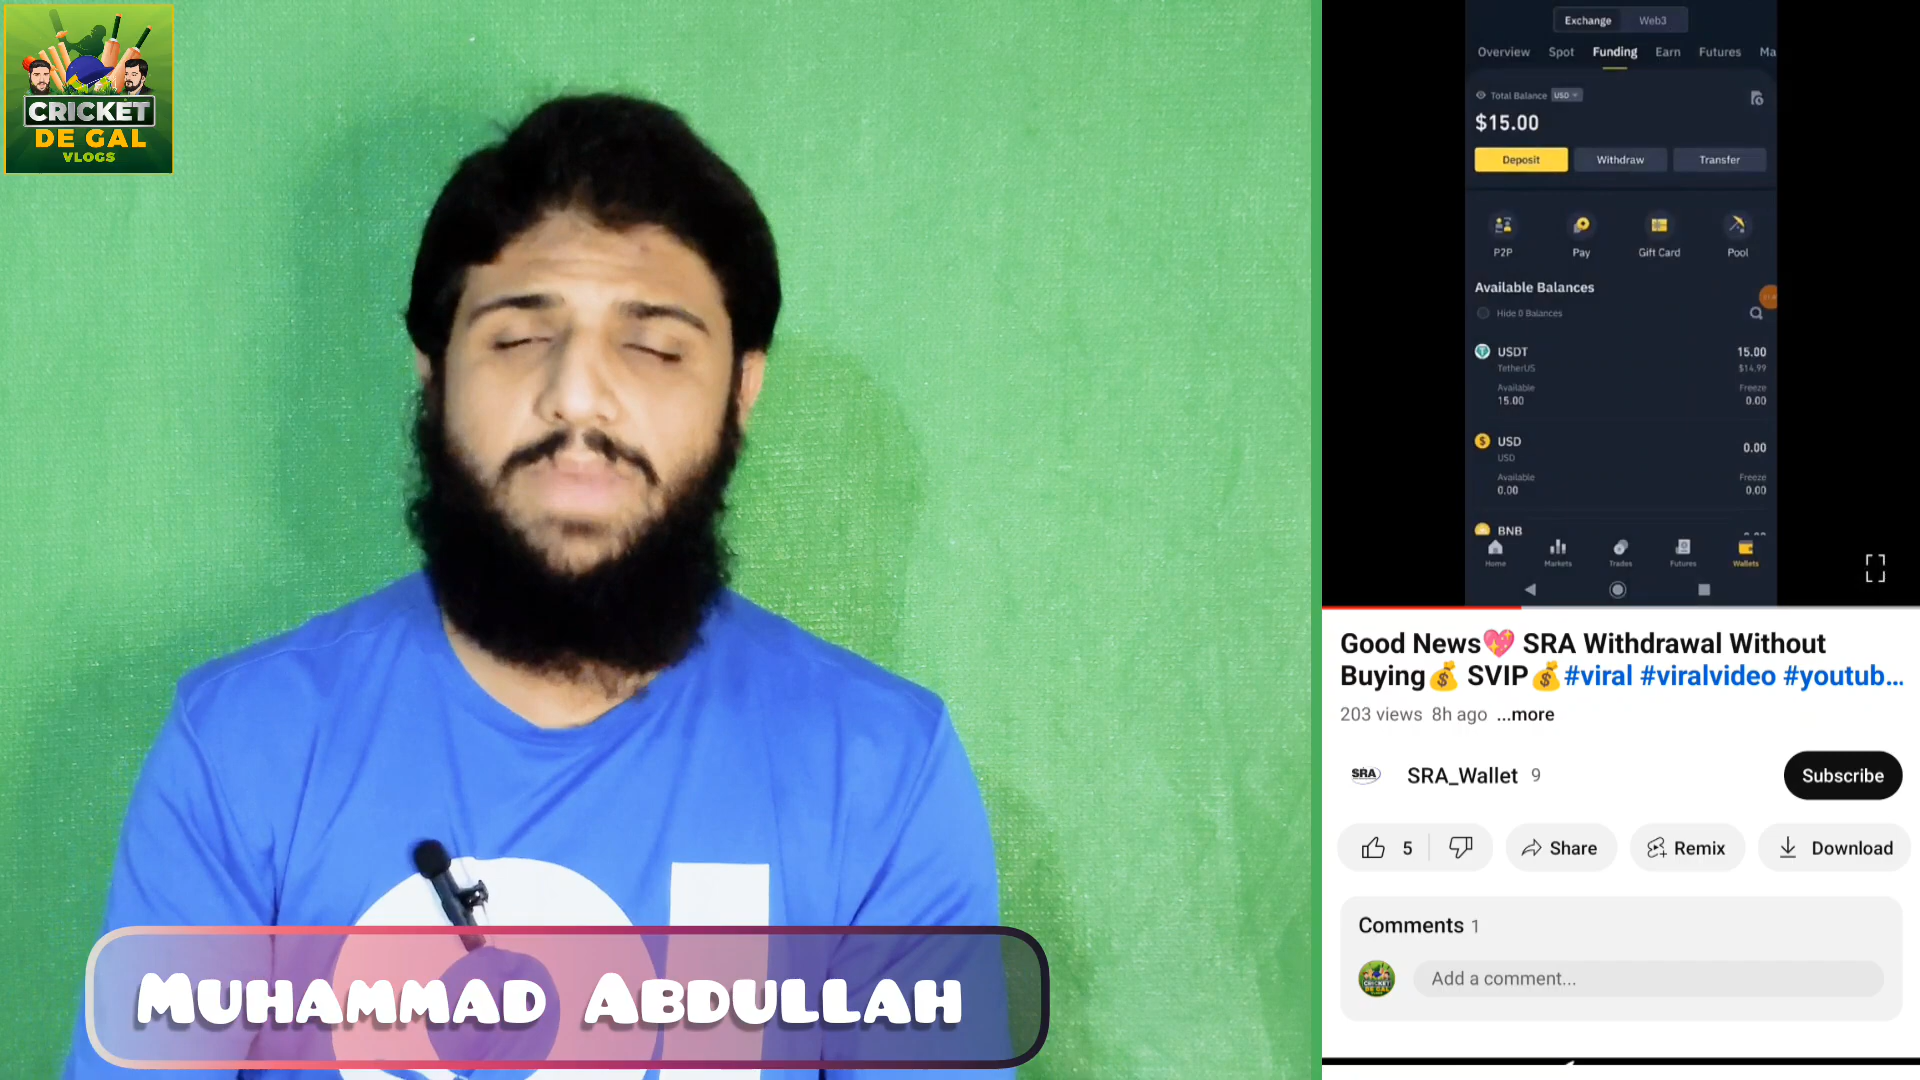 CRICKET
DE GAL
VLOGS
MUHAMMAD ABDULLAH
Exchange Web3
Overview Spot Funding Earn Futures Ma
Total Balance USD
$15.00
Deposit Withdraw Transfer
P2P Pay Gift Card Pool
Available Balances
Hide 0 Balances
USDT 15.00
TetherUS $14.99
Available Freeze
15.00 0.00
USD 0.00
USD
Available Freeze
0.00 0.00
BNB
Home Markets Trades Futures Wallets
Good News💖 SRA Withdrawal Without
Buying💰 SVIP💰#viral #viralvideo #youtub...
203 views 8h ago ...more
SRA SRA_Wallet 9 Subscribe
5 Share Remix Download
Comments 1
Add a comment...